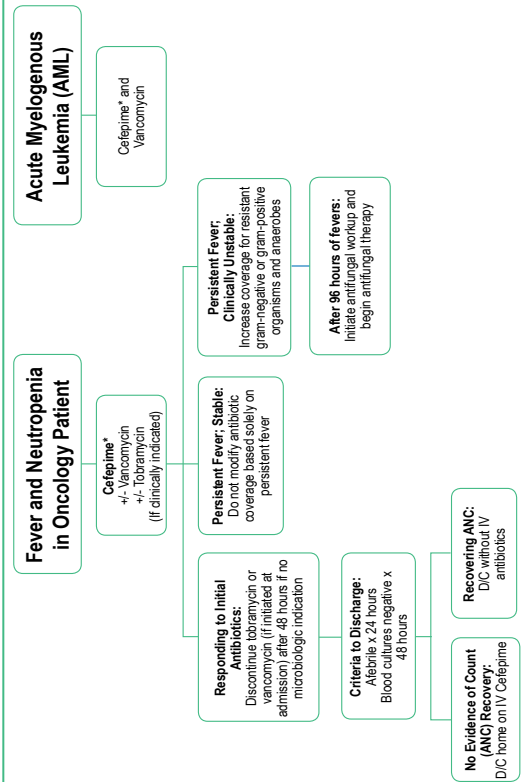 Fever and Neutropenia
in Oncology Patient
Cefepime*
+/- Vancomycin
+/- Tobramycin
(If clinically indicated)
Responding to Initial
Antibiotics:
Discontinue tobramycin or
vancomycin (if initiated at
admission) after 48 hours if no
microbiologic indication
Criteria to Discharge:
Afebrile x 24 hours
Blood cultures negative x
48 hours
No Evidence of Count
(ANC) Recovery:
D/C home on IV Cefepime
Recovering ANC:
D/C without IV
antibiotics
Persistent Fever; Stable:
Do not modify antibiotic
coverage based solely on
persistent fever
Persistent Fever;
Clinically Unstable:
Increase coverage for resistant
gram-negative or gram-positive
organisms and anaerobes
After 96 hours of fevers:
Initiate antifungal workup and
begin antifungal therapy
Acute Myelogenous
Leukemia (AML)
Cefepime* and
Vancomycin